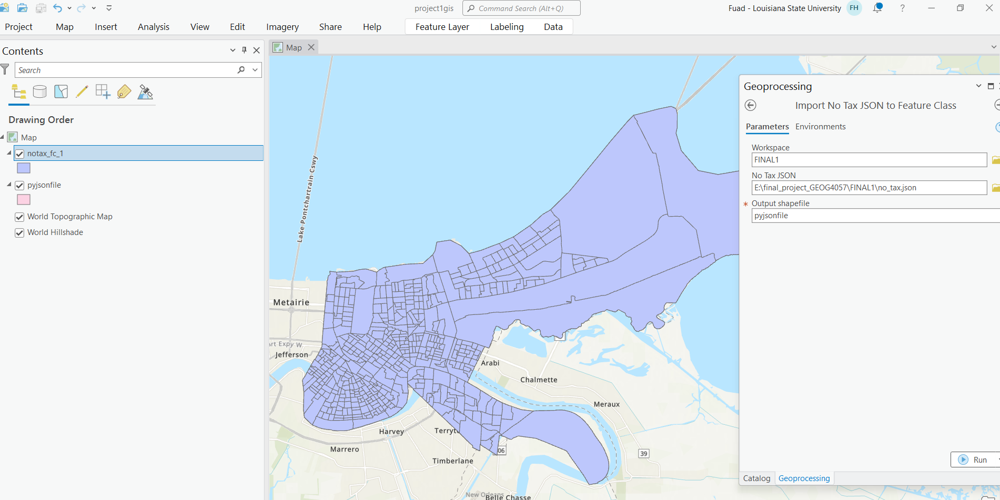 project1gis
Command Search (Alt+Q)
Fuad - Louisiana State University
FH
?
Project
Map
Insert
Analysis
View
Edit
Imagery
Share
Help
Feature Layer
Labeling
Data
Contents
Search
Drawing Order
Map
notax_fc_1
pyjsonfile
World Topographic Map
World Hillshade
Map
Lake Pontchartrain Cswy
Metairie
Jefferson
Arabi
Chalmette
Meraux
Harvey
Marrero
Timberlane
06
39
New Orleans
Belle Chasse
Geoprocessing
Import No Tax JSON to Feature Class
Parameters
Environments
Workspace
FINAL1
No Tax JSON
E:\final_project_GEOG4057\FINAL1\no_tax.json
* Output shapefile
pyjsonfile
Run
Catalog
Geoprocessing